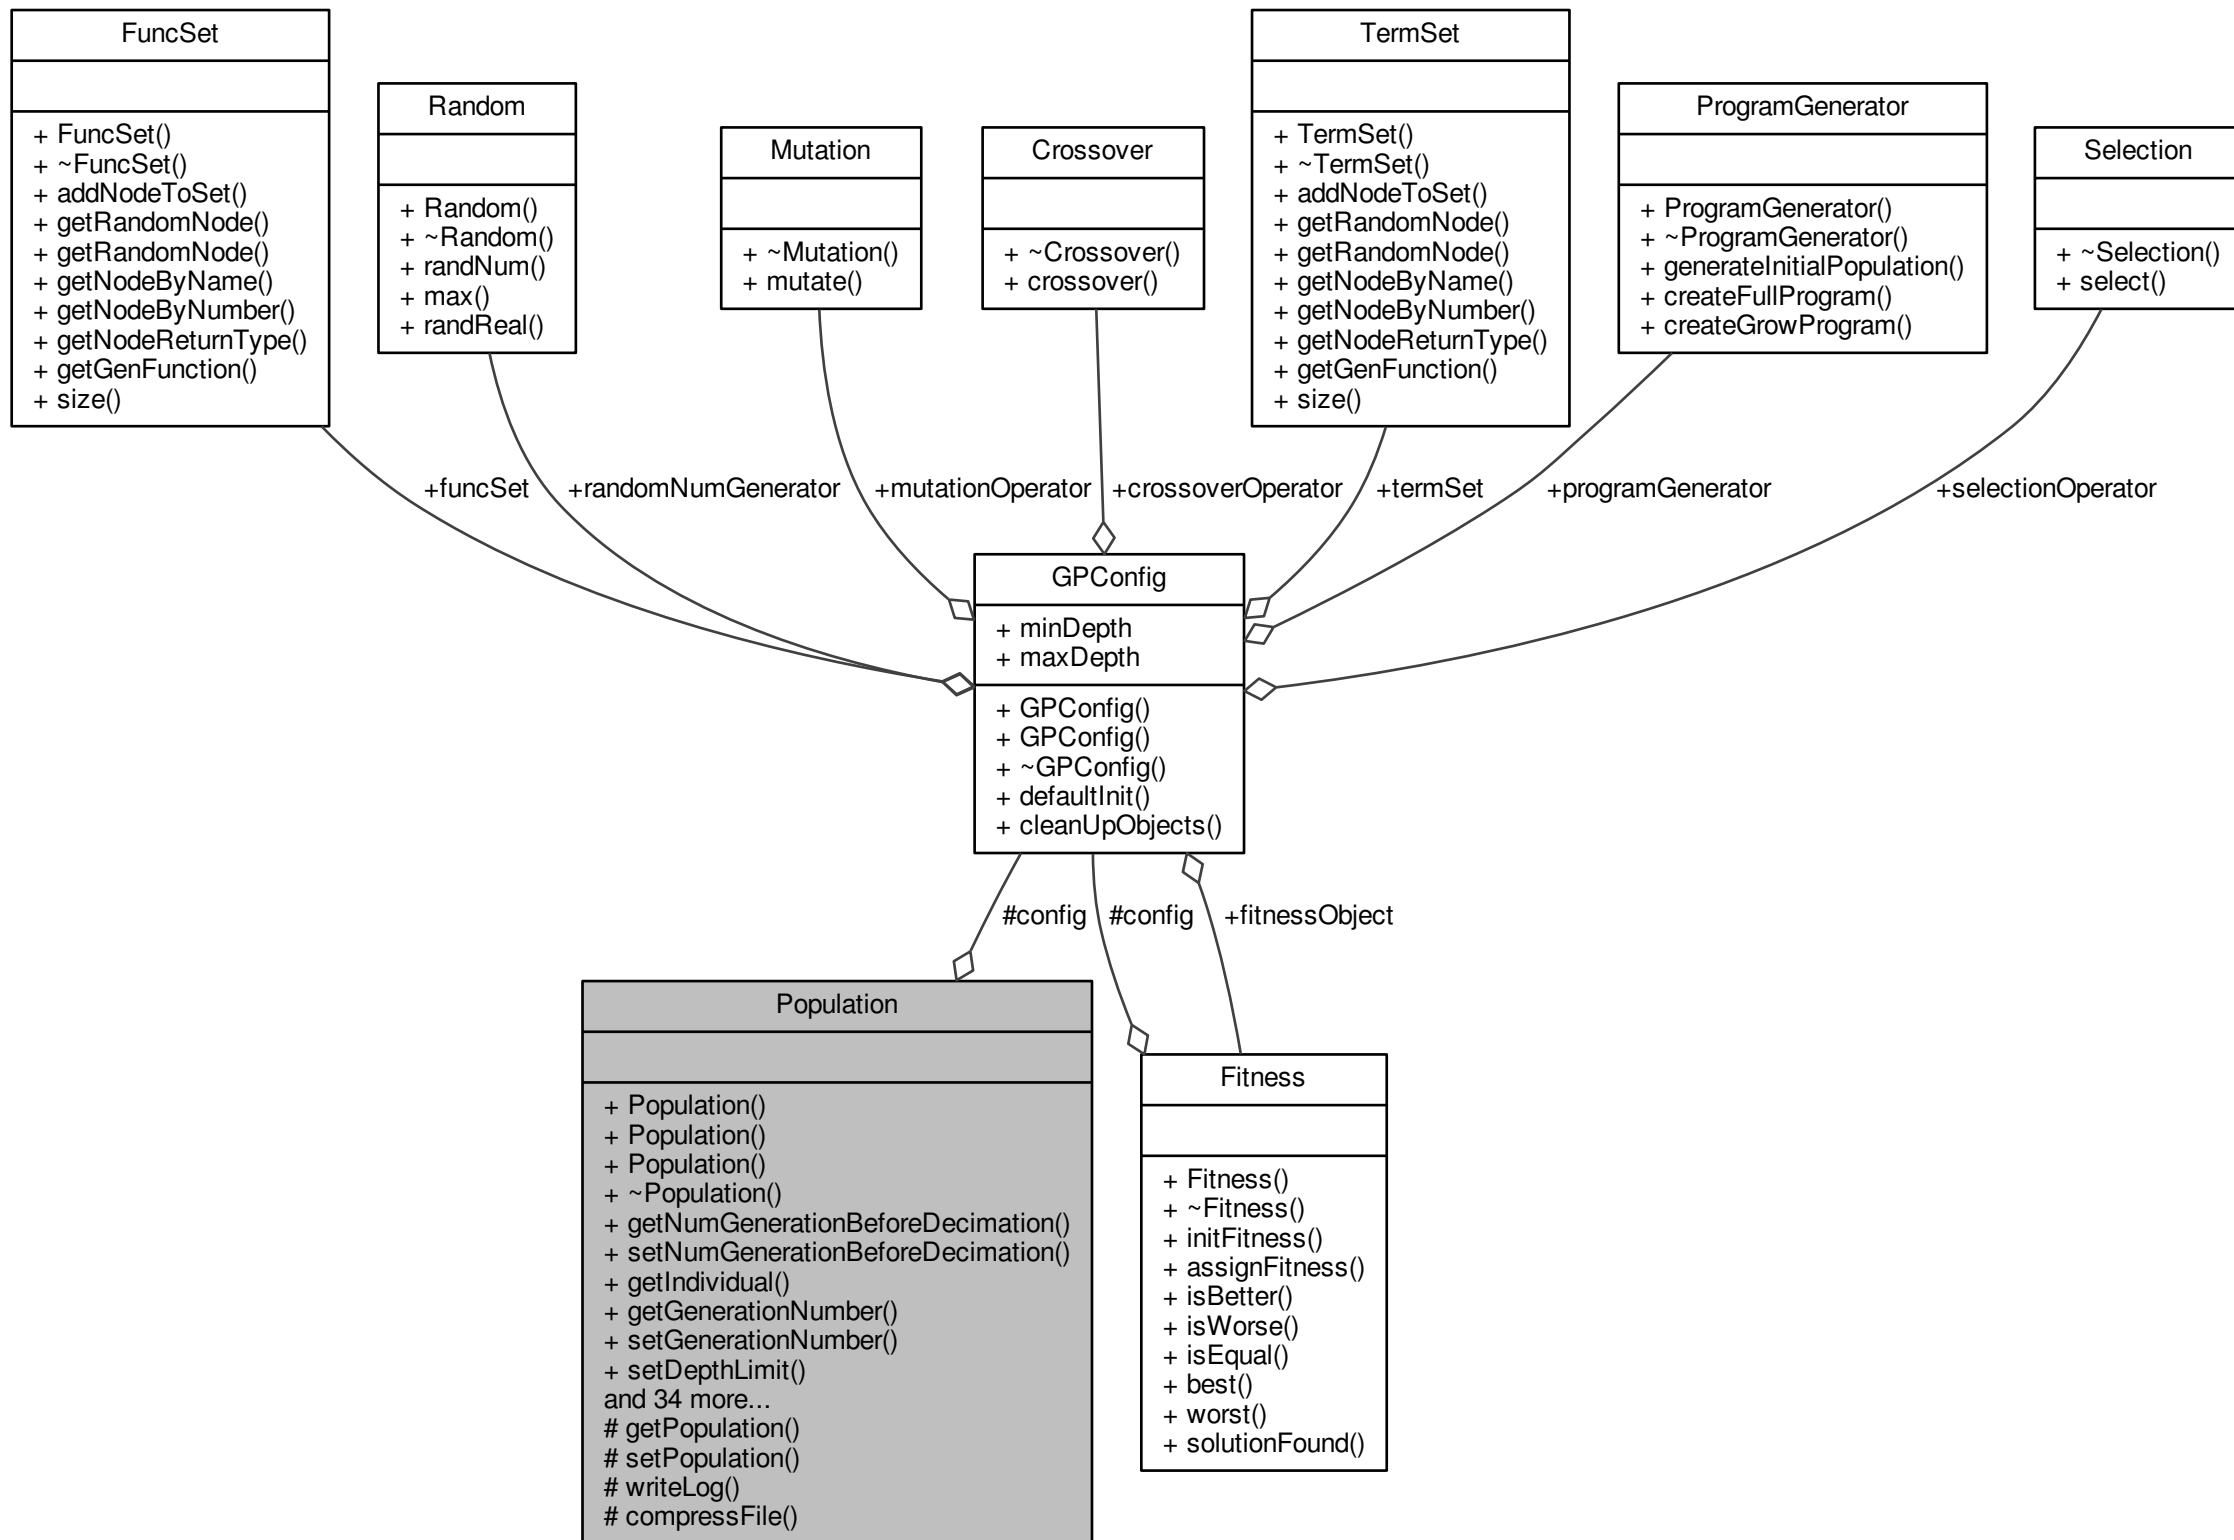 FuncSet
+ FuncSet()
+ ~FuncSet()
+ addNodeToSet()
+ getRandomNode()
+ getRandomNode()
+ getNodeByName()
+ getNodeByNumber()
+ getNodeReturnType()
+ getGenFunction()
+ size()
Random
+ Random()
+ ~Random()
+ randNum()
+ max()
+ randReal()
Mutation
+ ~Mutation()
+ mutate()
Crossover
+ ~Crossover()
+ crossover()
TermSet
+ TermSet()
+ ~TermSet()
+ addNodeToSet()
+ getRandomNode()
+ getRandomNode()
+ getNodeByName()
+ getNodeByNumber()
+ getNodeReturnType()
+ getGenFunction()
+ size()
ProgramGenerator
+ ProgramGenerator()
+ ~ProgramGenerator()
+ generateInitialPopulation()
+ createFullProgram()
+ createGrowProgram()
Selection
+ ~Selection()
+ select()
+funcSet
+randomNumGenerator
+mutationOperator
+crossoverOperator
+termSet
+programGenerator
+selectionOperator
GPConfig
+ minDepth
+ maxDepth
+ GPConfig()
+ GPConfig()
+ ~GPConfig()
+ defaultInit()
+ cleanUpObjects()
#config
#config
+fitnessObject
Population
+ Population()
+ Population()
+ Population()
+ ~Population()
+ getNumGenerationBeforeDecimation()
+ setNumGenerationBeforeDecimation()
+ getIndividual()
+ getGenerationNumber()
+ setGenerationNumber()
+ setDepthLimit()
and 34 more...
# getPopulation()
# setPopulation()
# writeLog()
# compressFile()
Fitness
+ Fitness()
+ ~Fitness()
+ initFitness()
+ assignFitness()
+ isBetter()
+ isWorse()
+ isEqual()
+ best()
+ worst()
+ solutionFound()